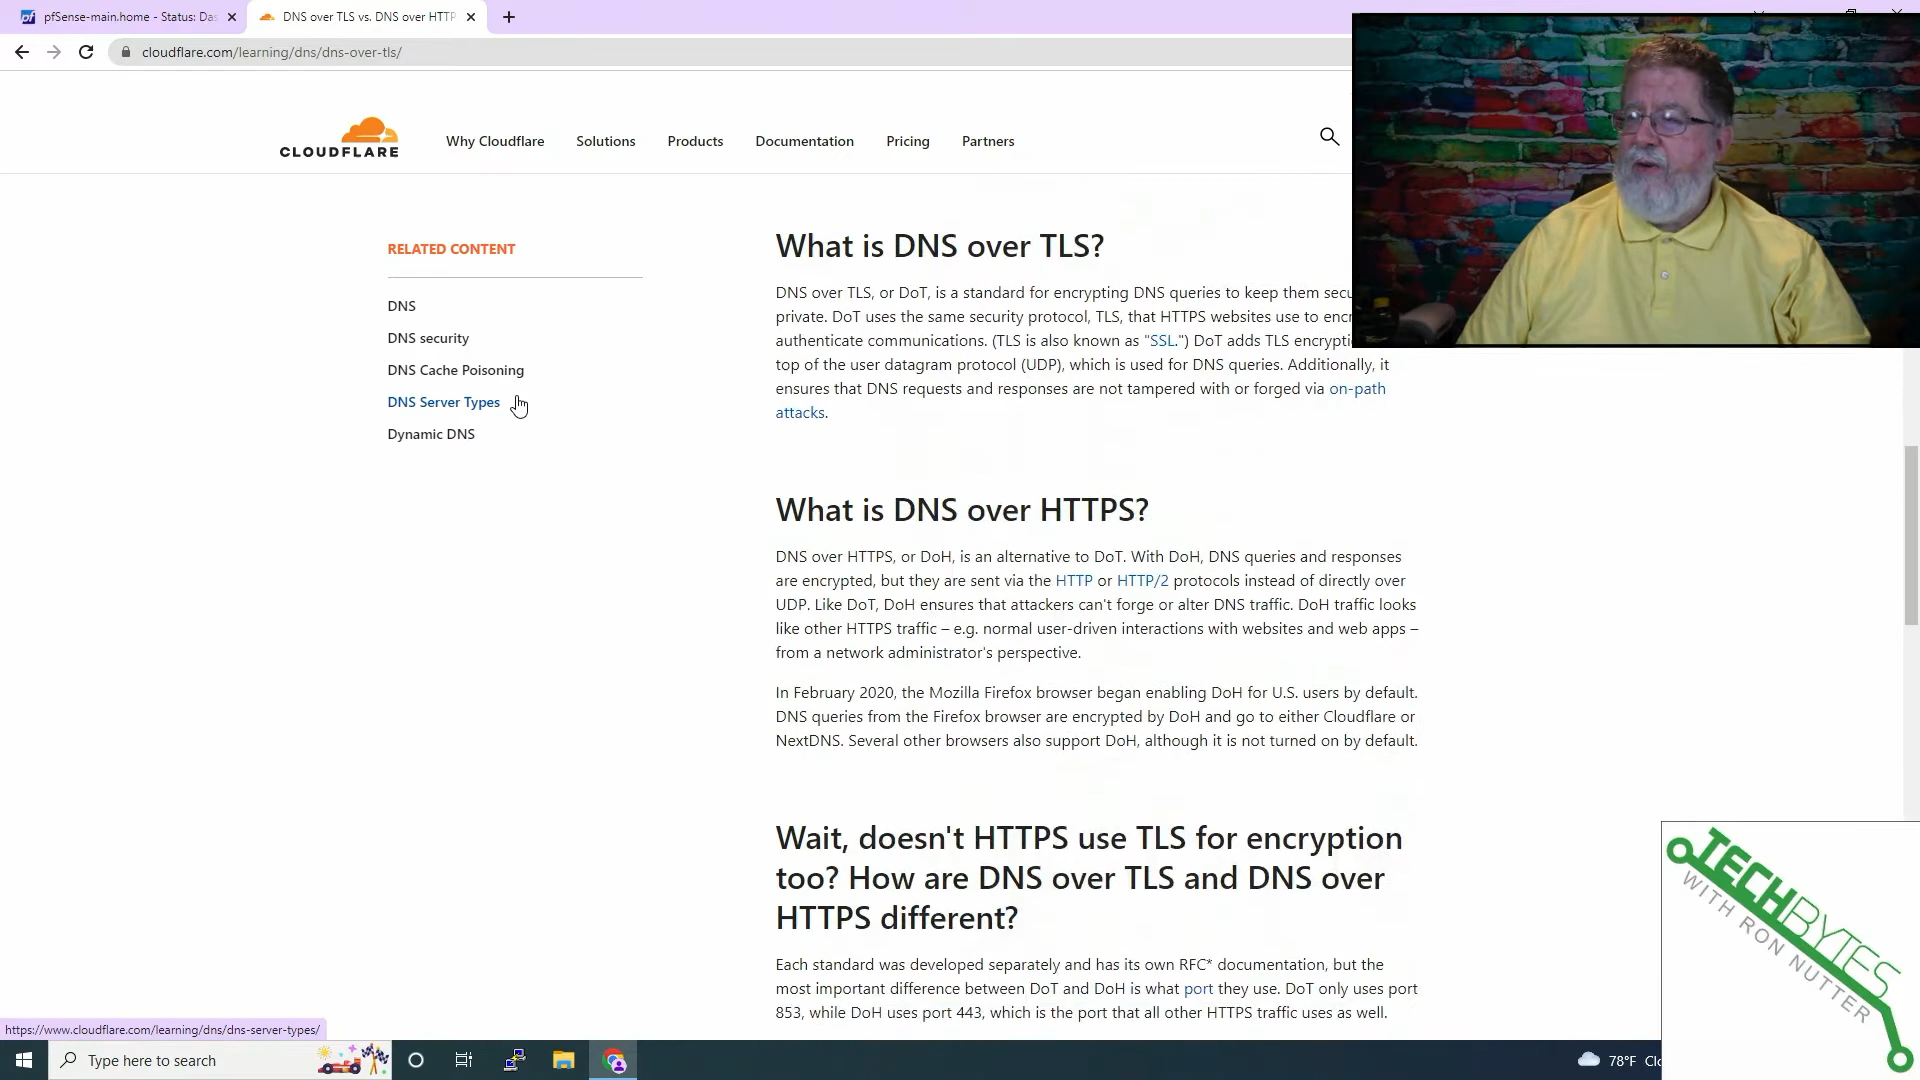 pfSense-main.home - Status: Das
DNS over TLS vs. DNS over HTTP
cloudflare.com/learning/dns/dns-over-tls/
CLOUDFLARE
Why Cloudflare
Solutions
Products
Documentation
Pricing
Partners
RELATED CONTENT
DNS
DNS security
DNS Cache Poisoning
DNS Server Types
Dynamic DNS
What is DNS over TLS?
DNS over TLS, or DoT, is a standard for encrypting DNS queries to keep them secu
private. DoT uses the same security protocol, TLS, that HTTPS websites use to encr
authenticate communications. (TLS is also known as "SSL.") DoT adds TLS encrypti
top of the user datagram protocol (UDP), which is used for DNS queries. Additionally, it
ensures that DNS requests and responses are not tampered with or forged via on-path
attacks.
What is DNS over HTTPS?
DNS over HTTPS, or DoH, is an alternative to DoT. With DoH, DNS queries and responses
are encrypted, but they are sent via the HTTP or HTTP/2 protocols instead of directly over
UDP. Like DoT, DoH ensures that attackers can't forge or alter DNS traffic. DoH traffic looks
like other HTTPS traffic – e.g. normal user-driven interactions with websites and web apps –
from a network administrator's perspective.
In February 2020, the Mozilla Firefox browser began enabling DoH for U.S. users by default.
DNS queries from the Firefox browser are encrypted by DoH and go to either Cloudflare or
NextDNS. Several other browsers also support DoH, although it is not turned on by default.
Wait, doesn't HTTPS use TLS for encryption
too? How are DNS over TLS and DNS over
HTTPS different?
Each standard was developed separately and has its own RFC* documentation, but the
most important difference between DoT and DoH is what port they use. DoT only uses port
853, while DoH uses port 443, which is the port that all other HTTPS traffic uses as well.
https://www.cloudflare.com/learning/dns/dns-server-types/
Type here to search
78°F Clo
TECHBYTES
WITH RON NUTTER